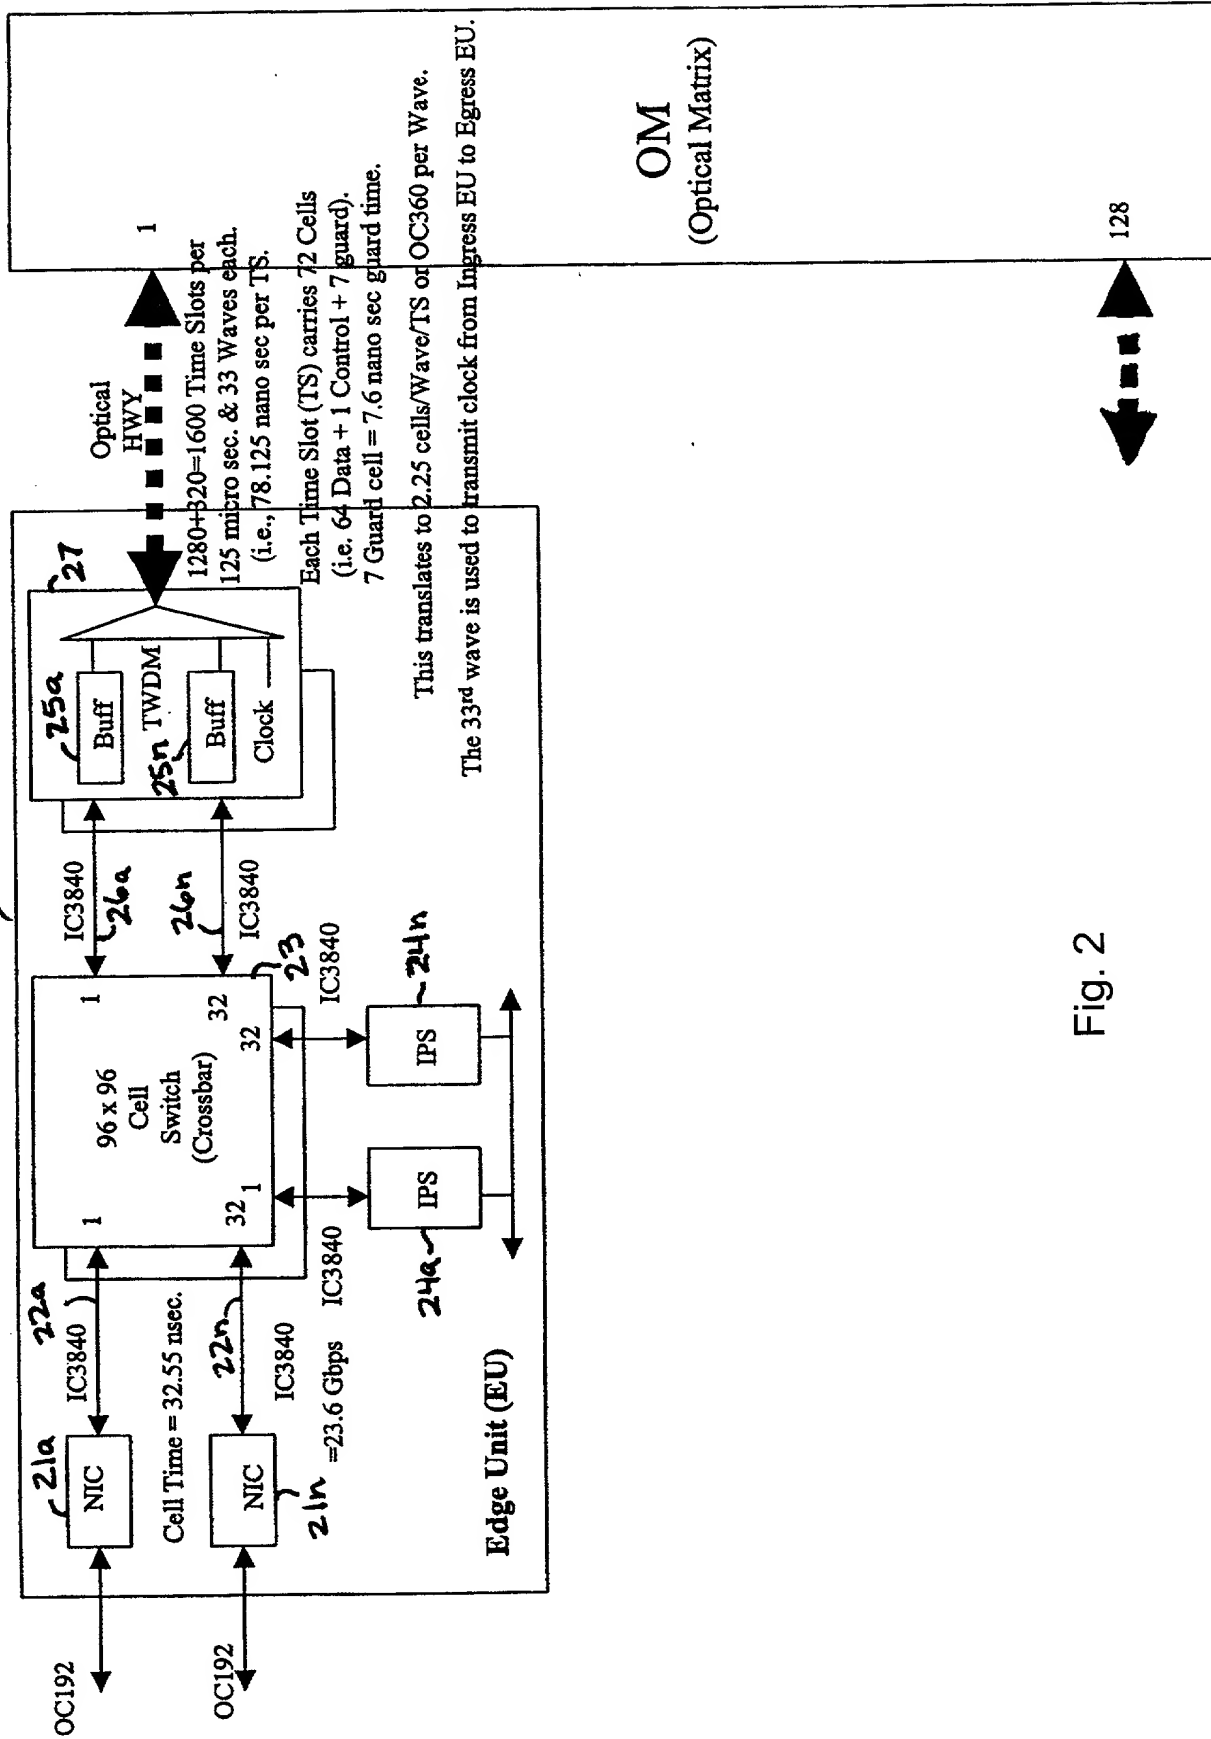 OC192
OC192
21a
NIC
Cell Time = 32.55 nsec.
NIC
21n
=23.6 Gbps
Edge Unit (EU)
22a
IC3840
22n
IC3840
IC3840
1
32
1
96 x 96
Cell
Switch
(Crossbar)
1
32
32
23
24a
IPS
24n
IPS
IC3840
IC3840
26a
26n
IC3840
25a
Buff
TWDM
25n
Buff
Clock
27
Optical
HWY
1280+320=1600 Time Slots per
125 micro sec. & 33 Waves each.
(i.e., 78.125 nano sec per TS.
Each Time Slot (TS) carries 72 Cells
(i.e. 64 Data + 1 Control + 7 guard).
7 Guard cell = 7.6 nano sec guard time.
This translates to 2.25 cells/Wave/TS or OC360 per Wave.
The 33rd wave is used to transmit clock from Ingress EU to Egress EU.
1
OM
(Optical Matrix)
128
Fig. 2